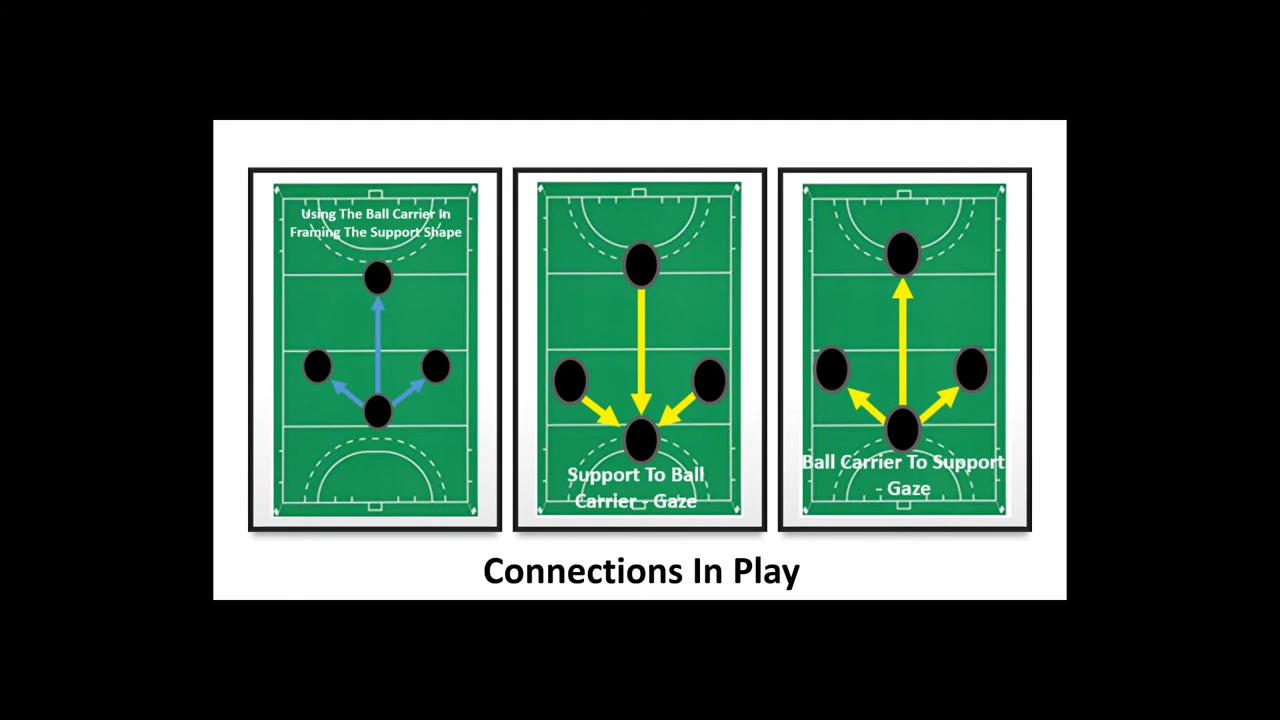 Using The Ball Carrier In
Framing The Support Shape
Support To Ball
Carrier - Gaze
Ball Carrier To Support
- Gaze
Connections In Play